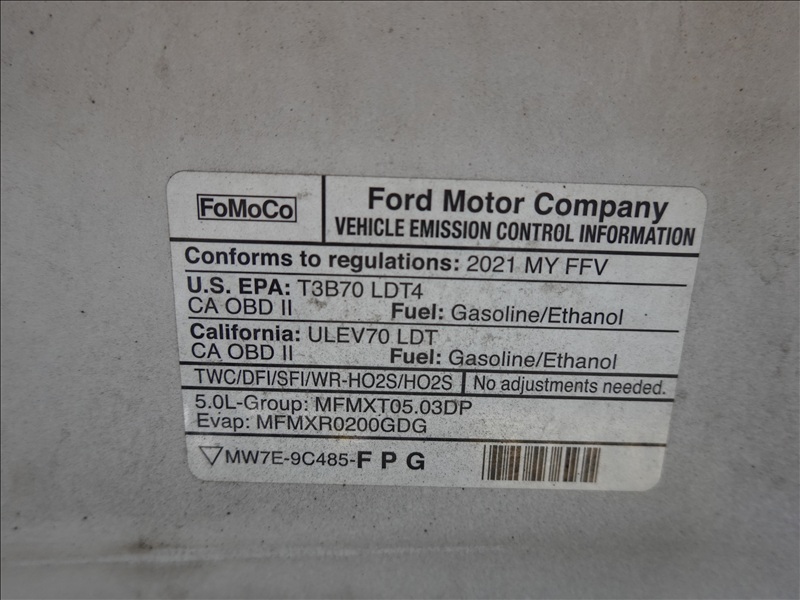 FoMoCo
Ford Motor Company
VEHICLE EMISSION CONTROL INFORMATION
Conforms to regulations: 2021 MY FFV
U.S. EPA: T3B70 LDT4
CA OBD II Fuel: Gasoline/Ethanol
California: ULEV70 LDT
CA OBD II Fuel: Gasoline/Ethanol
TWC/DFI/SFI/WR-HO2S/HO2S No adjustments needed.
5.0L-Group: MFMXT05.03DP
Evap: MFMXR0200GDG
MW7E-9C485-F P G